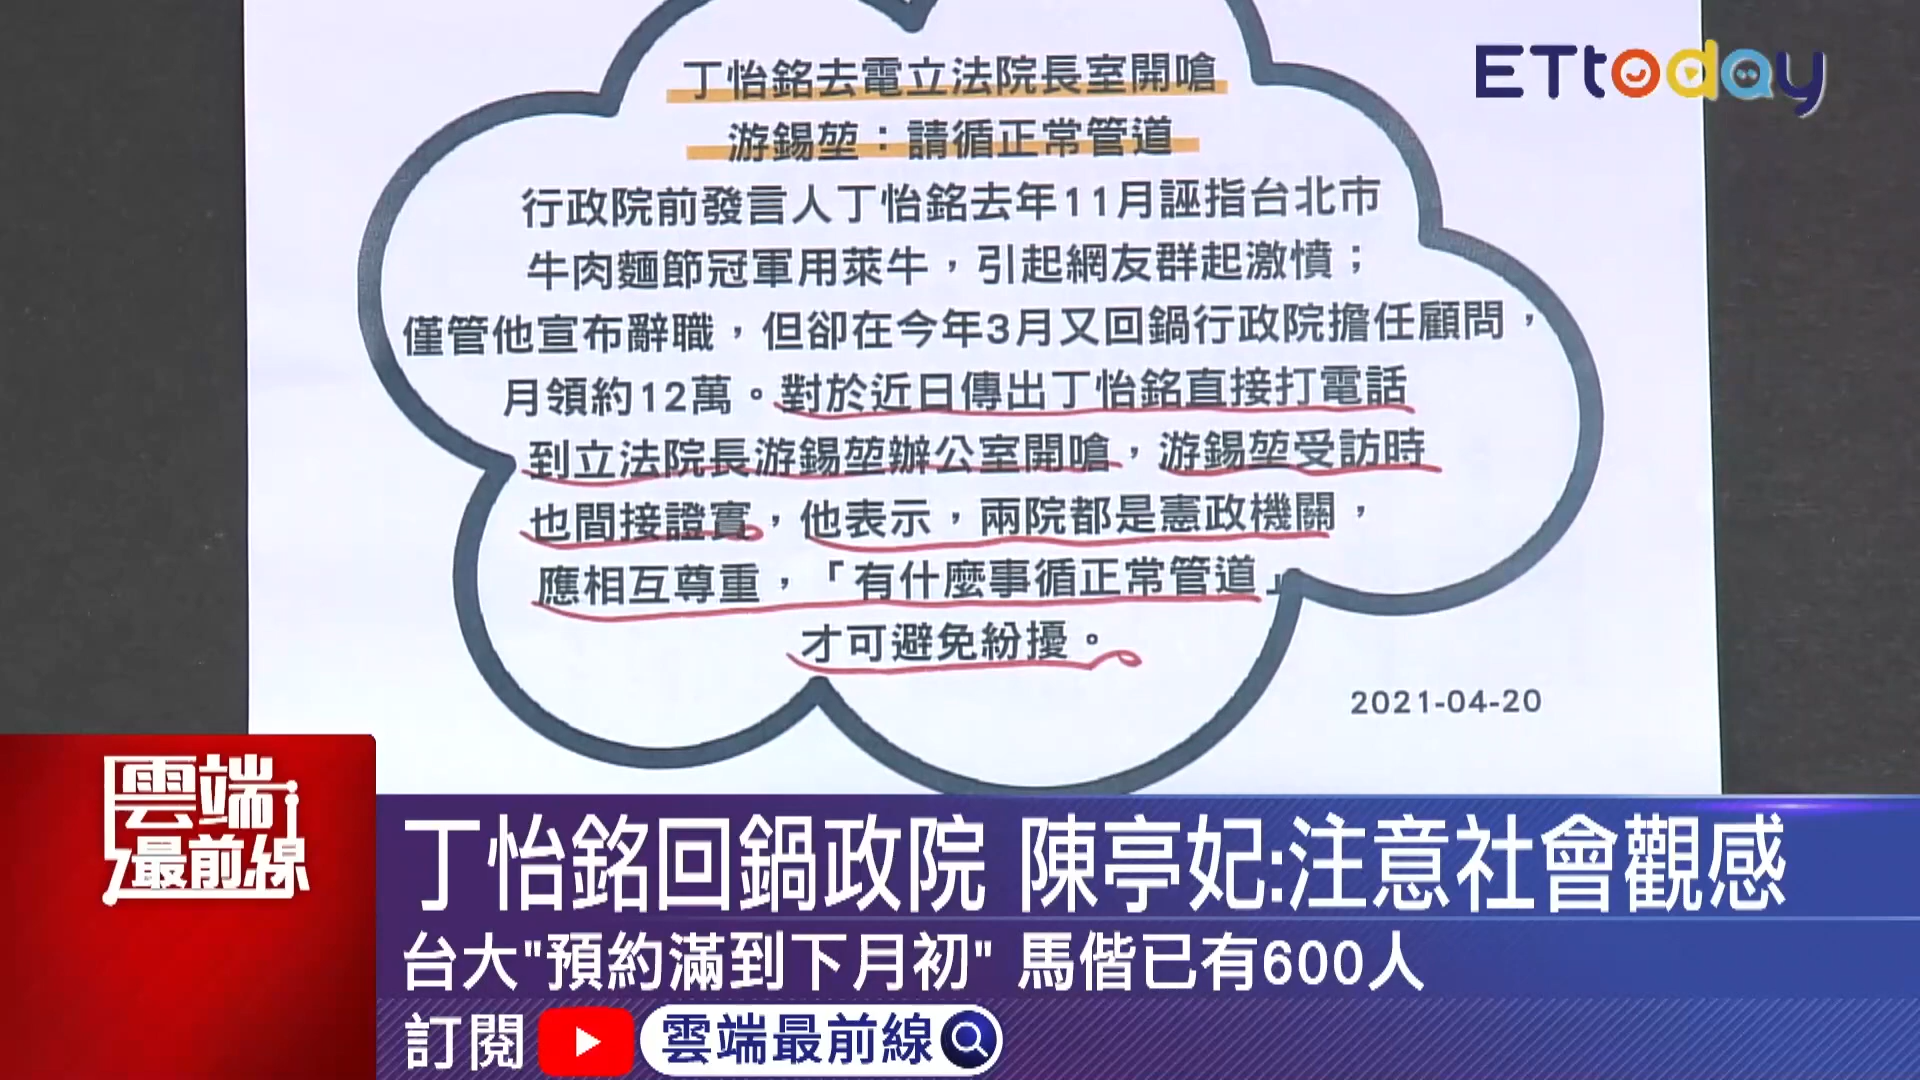 ETtoday
丁怡銘去電立法院長室開嗆
游錫堃：請循正常管道
行政院前發言人丁怡銘去年11月誣指台北市
牛肉麵節冠軍用萊牛，引起網友群起激憤；
僅管他宣布辭職，但卻在今年3月又回鍋行政院擔任顧問，
月領約12萬。對於近日傳出丁怡銘直接打電話
到立法院長游錫堃辦公室開嗆，游錫堃受訪時
也間接證實，他表示，兩院都是憲政機關，
應相互尊重，「有什麼事循正常管道」
才可避免紛擾。
2021-04-20
雲端
最前線
丁怡銘回鍋政院 陳亭妃:注意社會觀感
台大"預約滿到下月初" 馬偕已有600人
訂閱 雲端最前線